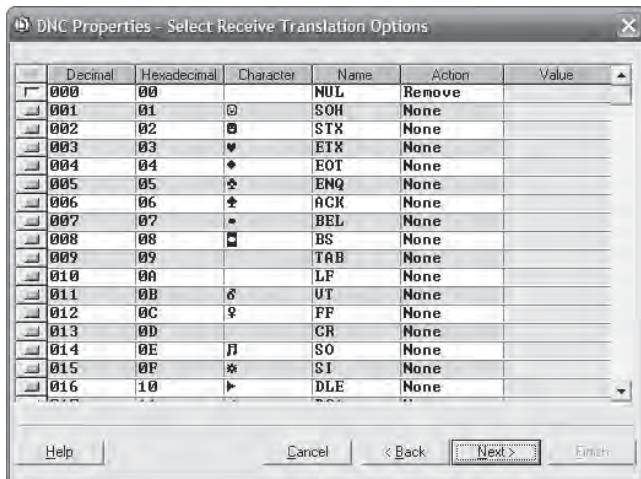 DNC Properties - Select Receive Translation Options
Decimal Hexadecimal Character Name Action Value
000 00 NUL Remove
001 01 ☺ SOH None
002 02 ☻ STX None
003 03 ♥ ETX None
004 04 ♦ EOT None
005 05 ♣ ENQ None
006 06 ♠ ACK None
007 07 • BEL None
008 08 ◘ BS None
009 09 TAB None
010 0A LF None
011 0B ♂ VT None
012 0C ♀ FF None
013 0D CR None
014 0E ♫ SO None
015 0F ☼ SI None
016 10 ► DLE None
Help Cancel < Back Next > Finish